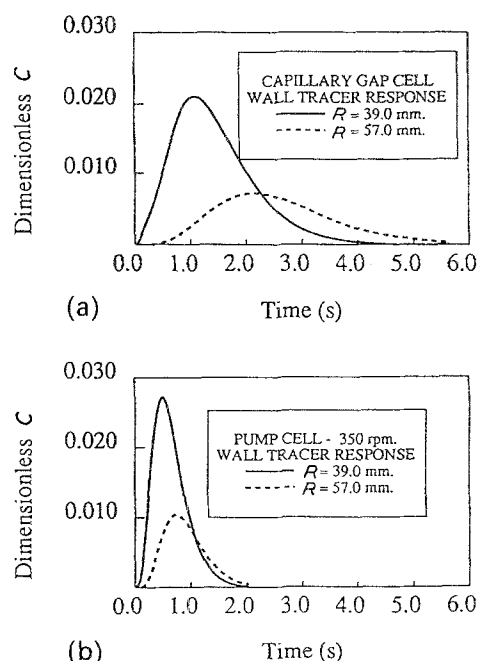 0.030
0.020
0.010
Dimensionless C
CAPILLARY GAP CELL
WALL TRACER RESPONSE
R = 39.0 mm.
R = 57.0 mm.
0.0 1.0 2.0 3.0 4.0 5.0 6.0
(a)
Time (s)
0.030
0.020
0.010
Dimensionless C
PUMP CELL - 350 rpm.
WALL TRACER RESPONSE
R = 39.0 mm.
R = 57.0 mm.
0.0 1.0 2.0 3.0 4.0 5.0 6.0
(b)
Time (s)